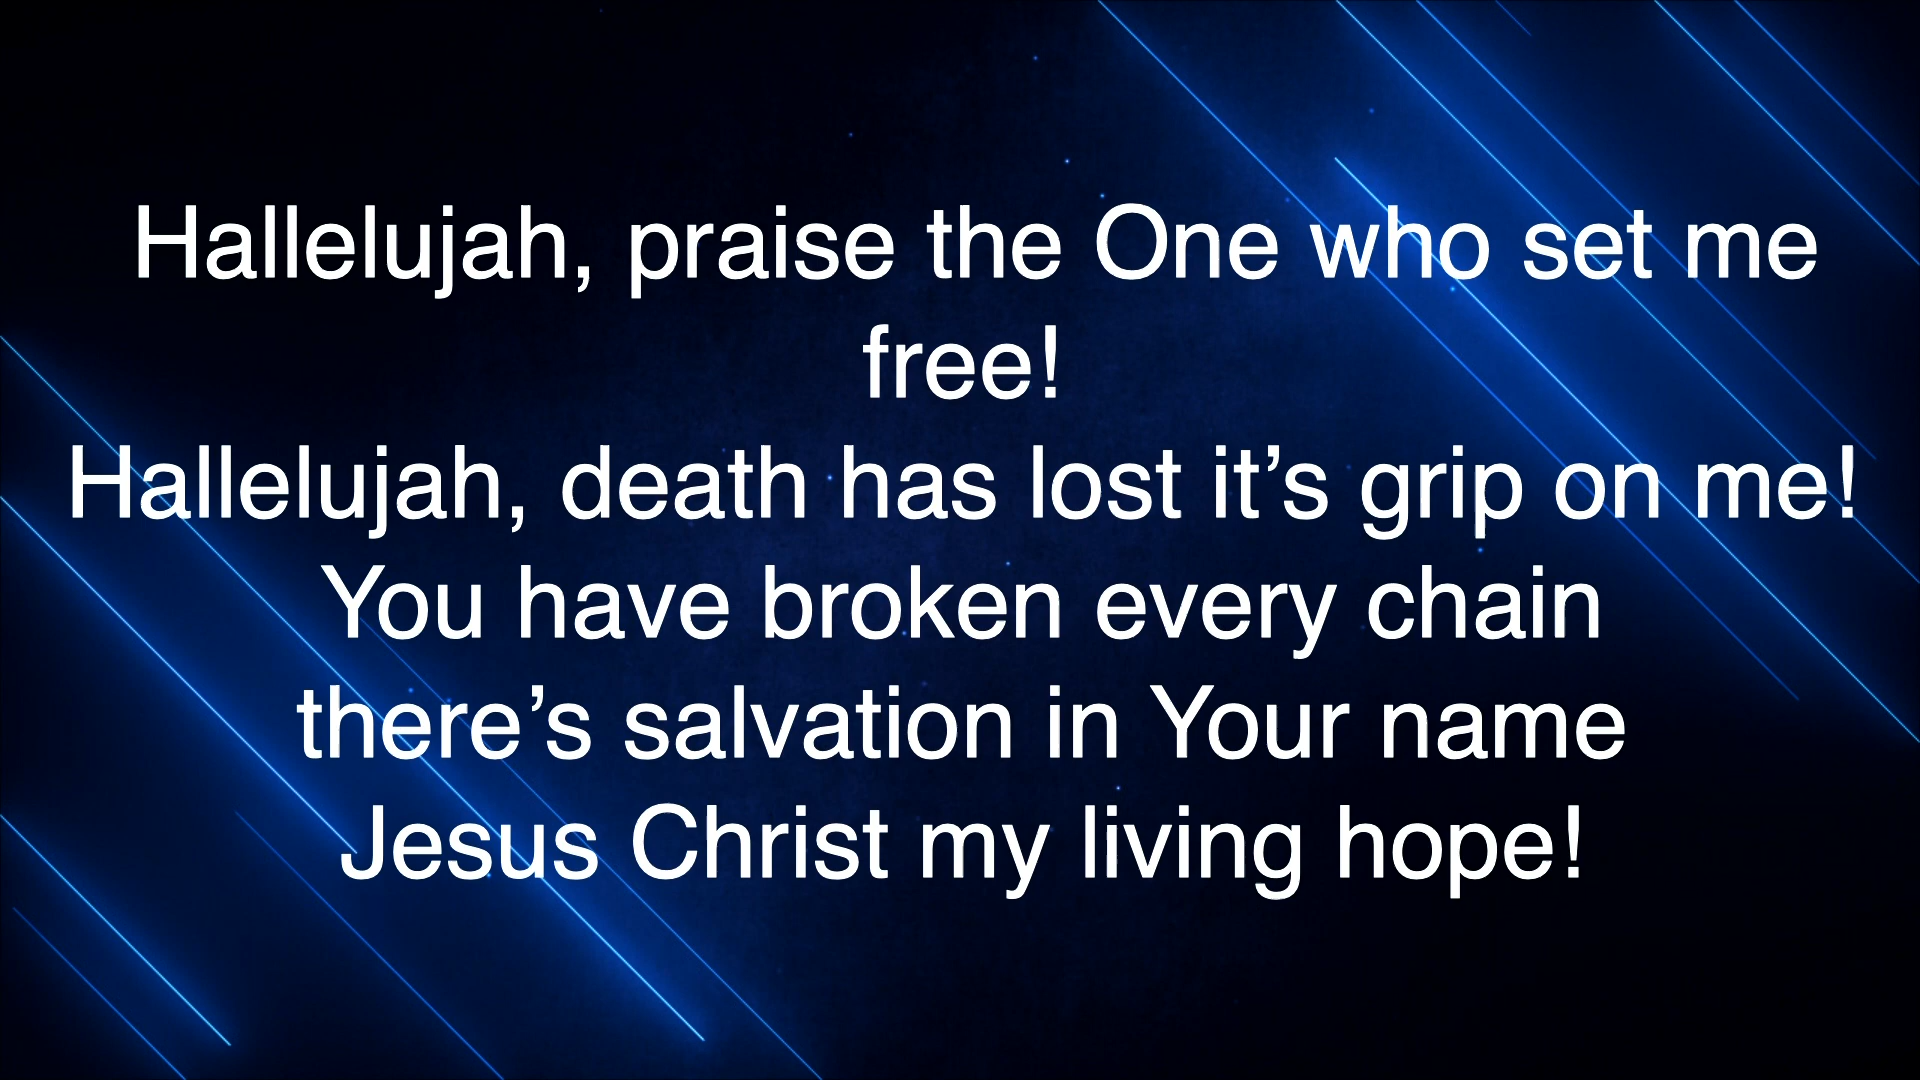 Hallelujah, praise the One who set me
free!
Hallelujah, death has lost it’s grip on me!
You have broken every chain
there’s salvation in Your name
Jesus Christ my living hope!